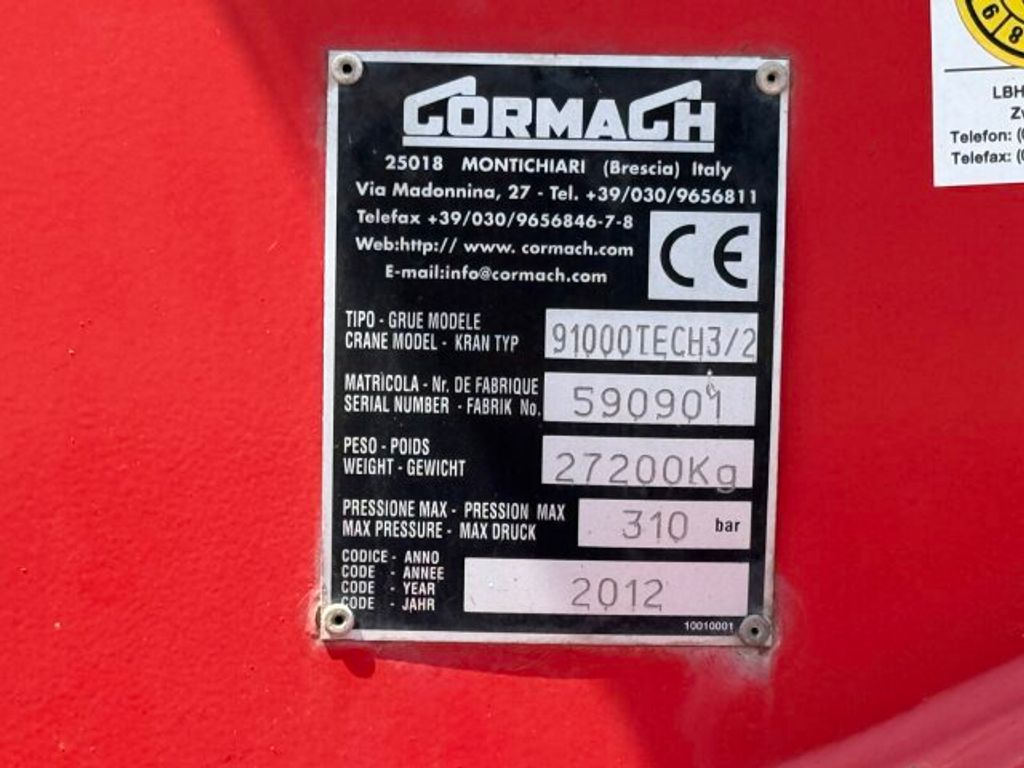 CORMACH
25018 MONTICHIARI (Brescia) Italy
Via Madonnina, 27 - Tel. +39/030/9656811
Telefax +39/030/9656846-7-8
Web:http:// www. cormach.com
E-mail:info@cormach.com
CE
TIPO - GRUE MODELE
CRANE MODEL - KRAN TYP
91000TECH3/2
MATRICOLA - Nr. DE FABRIQUE
SERIAL NUMBER - FABRIK No.
590901
PESO - POIDS
WEIGHT - GEWICHT
27200Kg
PRESSIONE MAX - PRESSION MAX
MAX PRESSURE - MAX DRUCK
310 bar
CODICE - ANNO
CODE - ANNEE
CODE - YEAR
CODE - JAHR
2012
10010001
9 8
LBH
Telefon: (
Telefax: (